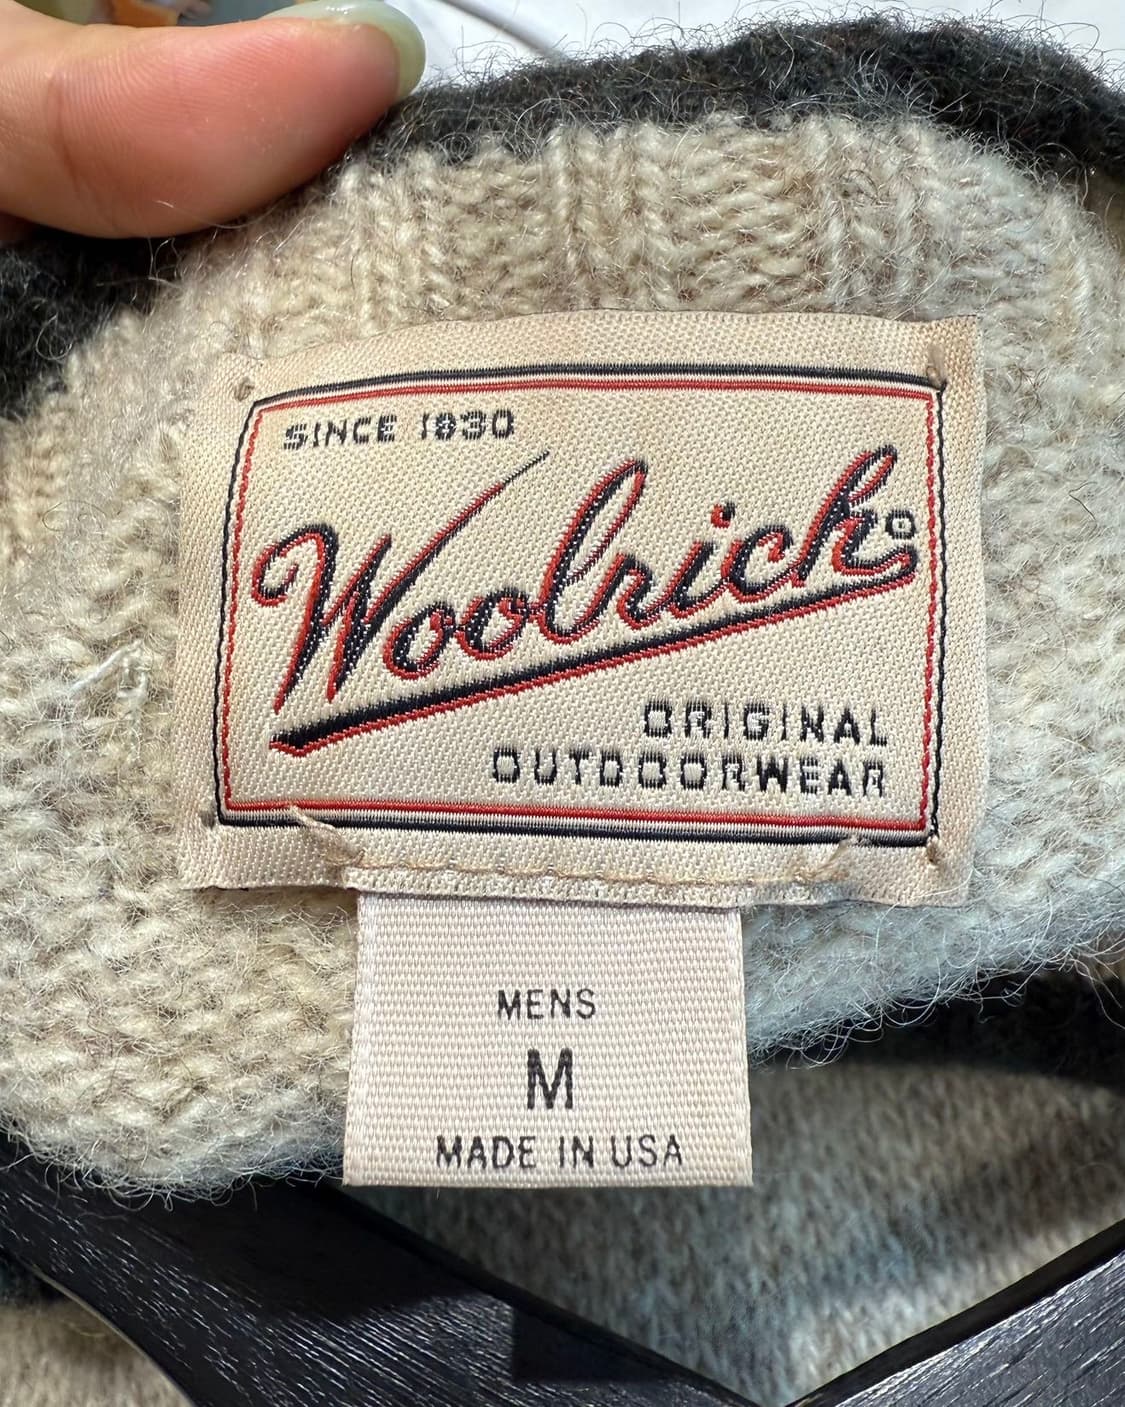 SINCE 1830
Woolrich®
ORIGINAL
OUTDOORWEAR
MENS
M
MADE IN USA